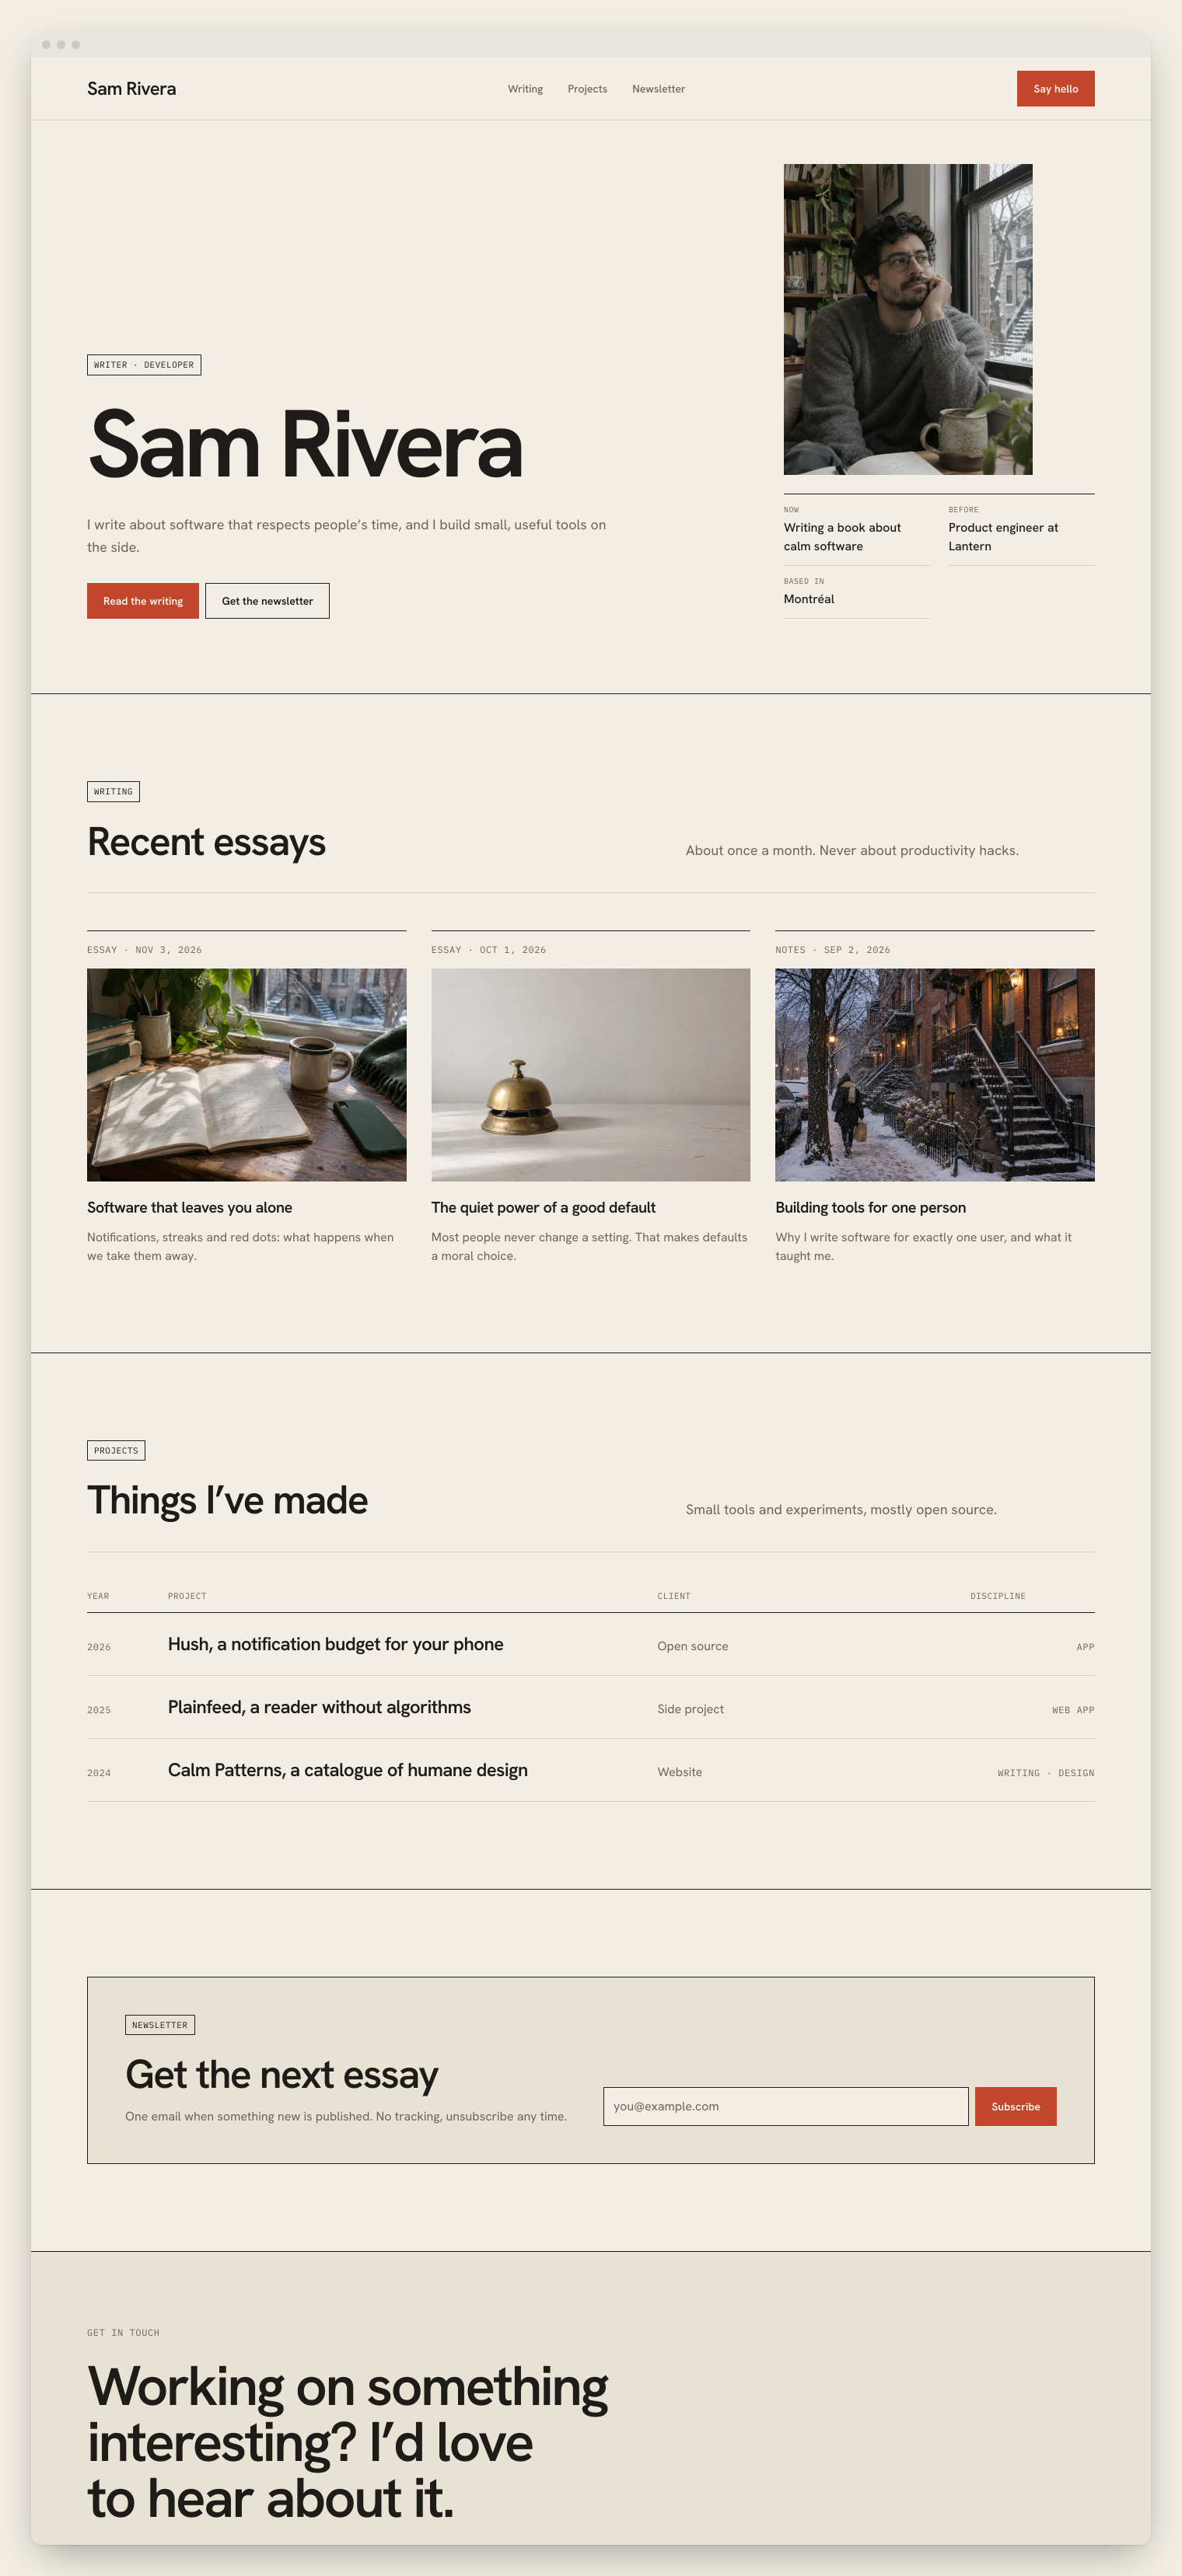 Sam Rivera
Writing
Projects
Newsletter
Say hello
WRITER · DEVELOPER
Sam Rivera
I write about software that respects people’s time, and I build small, useful tools on
the side.
Read the writing
Get the newsletter
NOW
Writing a book about
calm software
BEFORE
Product engineer at
Lantern
BASED IN
Montréal
WRITING
Recent essays
About once a month. Never about productivity hacks.
ESSAY · NOV 3, 2026
Software that leaves you alone
Notifications, streaks and red dots: what happens when
we take them away.
ESSAY · OCT 1, 2026
The quiet power of a good default
Most people never change a setting. That makes defaults
a moral choice.
NOTES · SEP 2, 2026
Building tools for one person
Why I write software for exactly one user, and what it
taught me.
PROJECTS
Things I’ve made
Small tools and experiments, mostly open source.
YEAR
PROJECT
CLIENT
DISCIPLINE
2026
Hush, a notification budget for your phone
Open source
APP
2025
Plainfeed, a reader without algorithms
Side project
WEB APP
2024
Calm Patterns, a catalogue of humane design
Website
WRITING · DESIGN
NEWSLETTER
Get the next essay
One email when something new is published. No tracking, unsubscribe any time.
you@example.com
Subscribe
GET IN TOUCH
Working on something
interesting? I’d love
to hear about it.